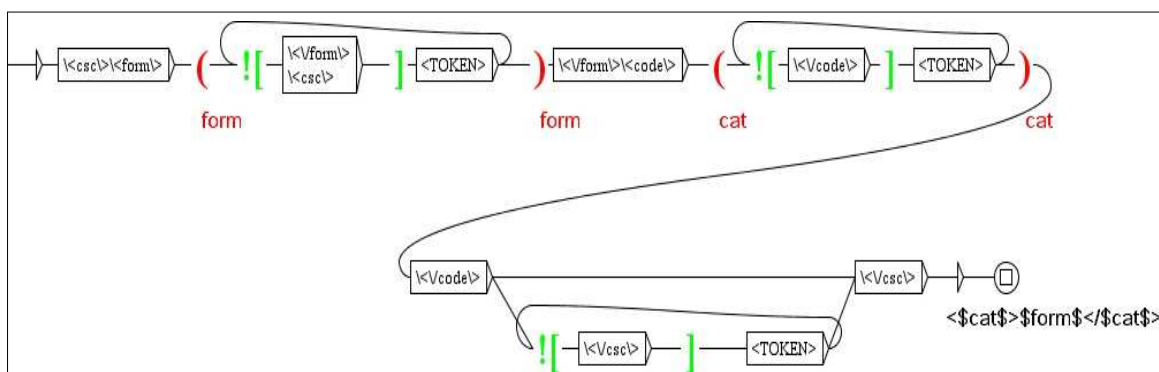 \<csc\>\<form\> ( ![ \<\/form\>
\<csc\> ] <TOKEN> ) \<\/form\>\<code\> ( ![ \<\/code\> ] <TOKEN> )
form form cat cat
\<\/code\> \<\/csc\>
<$cat$>$form$</$cat$>
![ \<\/csc\> ] <TOKEN>